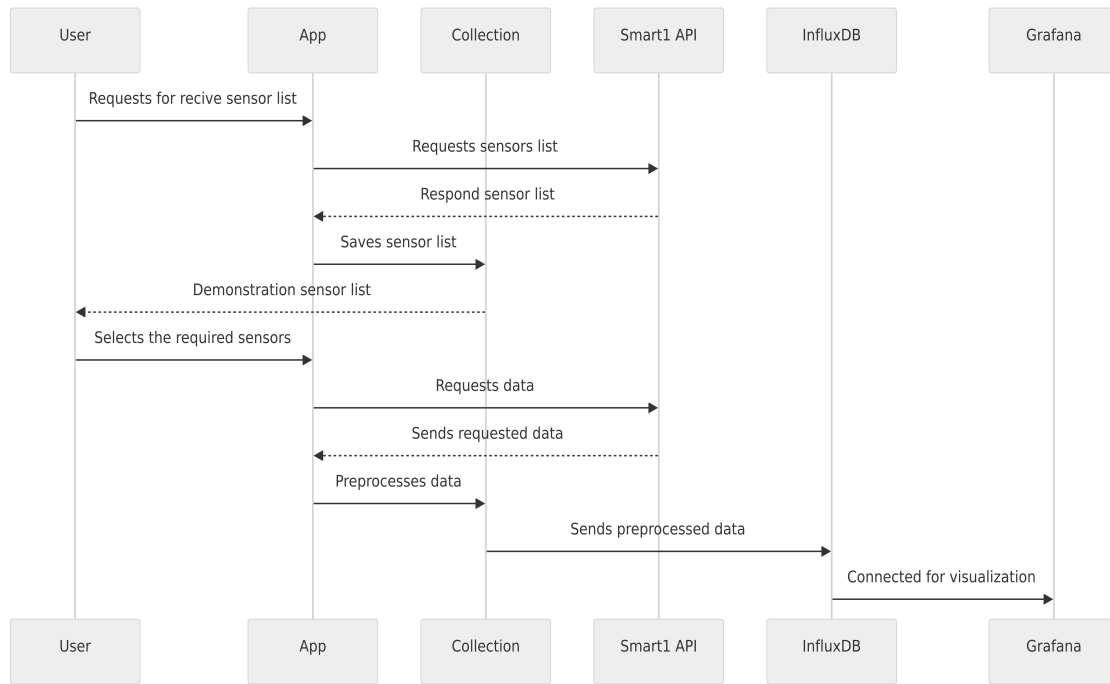 User
App
Collection
Smart1 API
InfluxDB
Grafana
Requests for recive sensor list
Requests sensors list
Respond sensor list
Saves sensor list
Demonstration sensor list
Selects the required sensors
Requests data
Sends requested data
Preprocesses data
Sends preprocessed data
Connected for visualization
User
App
Collection
Smart1 API
InfluxDB
Grafana